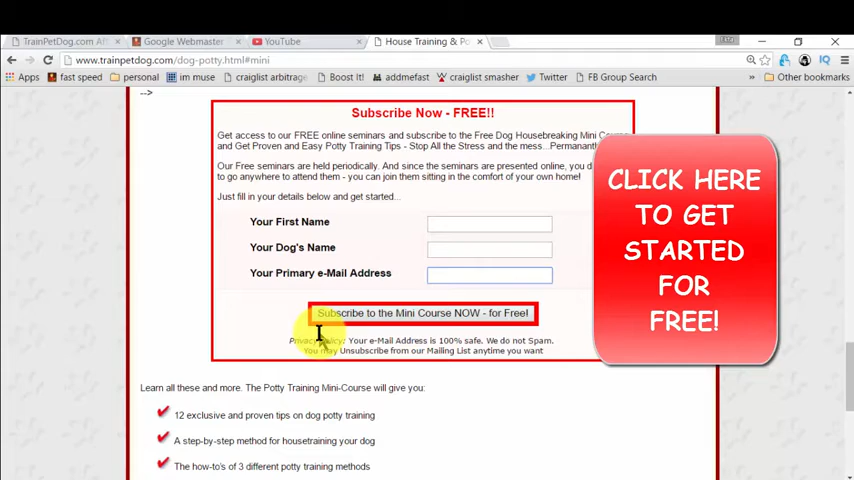 TrainPetDog.com Aff
Google Webmaster
YouTube
House Training & Po
www.trainpetdog.com/dog-potty.html#mini
Apps
fast speed
personal
im muse
craiglist arbitrage
Boost It!
addmefast
craiglist smasher
Twitter
FB Group Search
»
Other bookmarks
-->
Subscribe Now - FREE!!
Get access to our FREE online seminars and subscribe to the Free Dog Housebreaking Mini Course
and Get Proven and Easy Potty Training Tips - Stop All the Stress and the mess...Permanantly
Our Free seminars are held periodically. And since the seminars are presented online, you d
to go anywhere to attend them - you can join them sitting in the comfort of your own home!
Just fill in your details below and get started...
Your First Name
Your Dog's Name
Your Primary e-Mail Address
Subscribe to the Mini Course NOW - for Free!
Privacy Policy: Your e-Mail Address is 100% safe. We do not Spam.
You may Unsubscribe from our Mailing List anytime you want
CLICK HERE
TO GET
STARTED
FOR
FREE!
Learn all these and more. The Potty Training Mini-Course will give you:
12 exclusive and proven tips on dog potty training
A step-by-step method for housetraining your dog
The how-to's of 3 different potty training methods